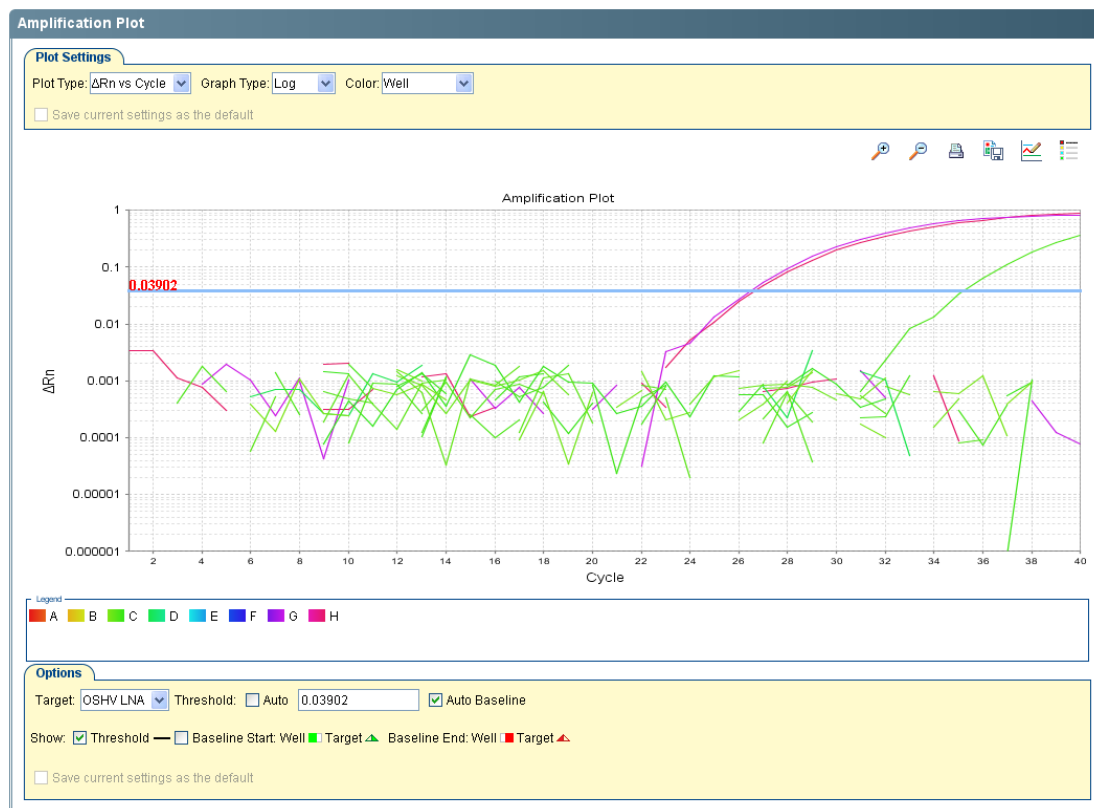 Amplification Plot
Plot Settings
Plot Type: ΔRn vs Cycle Graph Type: Log Color: Well
Save current settings as the default
Amplification Plot
1
0.1
0.03902
0.01
0.001
0.0001
0.00001
0.000001
ΔRn
2 4 6 8 10 12 14 16 18 20 22 24 26 28 30 32 34 36 38 40
Cycle
Legend
A B C D E F G H
Options
Target: OSHV LNA Threshold: Auto 0.03902 Auto Baseline
Show: Threshold Baseline Start: Well Target Baseline End: Well Target
Save current settings as the default